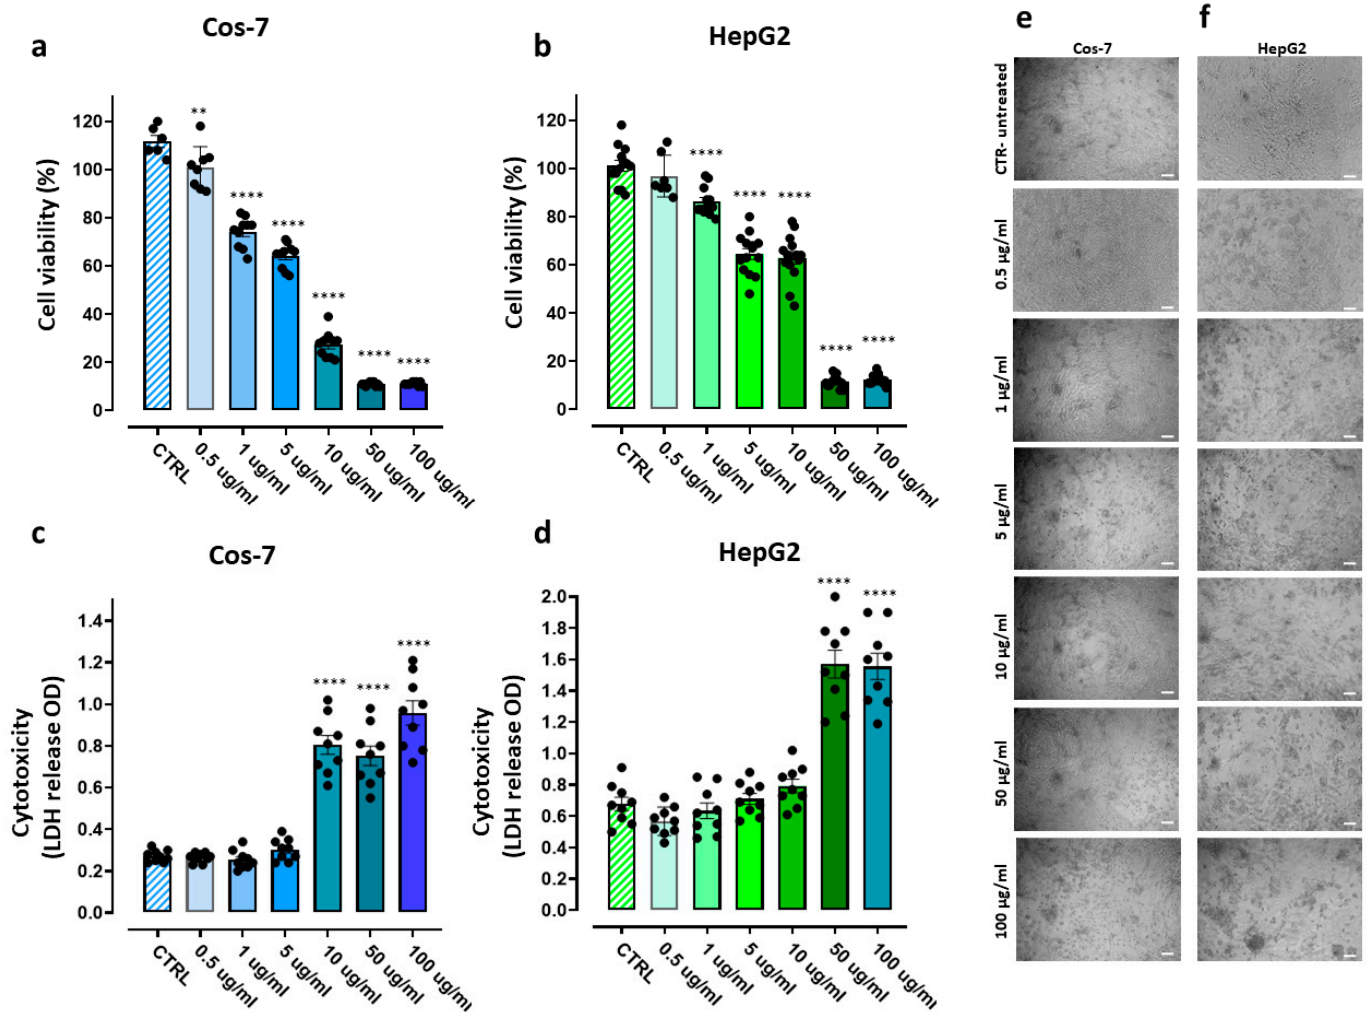 a
Cos-7
Cell viability (%)
120
100
80
60
40
20
0
**
****
****
****
****
****
CTRL
0.5 ug/ml
1 ug/ml
5 ug/ml
10 ug/ml
50 ug/ml
100 ug/ml
b
HepG2
Cell viability (%)
120
100
80
60
40
20
0
****
****
****
****
****
CTRL
0.5 ug/ml
1 ug/ml
5 ug/ml
10 ug/ml
50 ug/ml
100 ug/ml
c
Cos-7
Cytotoxicity
(LDH release OD)
1.4
1.2
1.0
0.8
0.6
0.4
0.2
0.0
****
****
****
CTRL
0.5 ug/ml
1 ug/ml
5 ug/ml
10 ug/ml
50 ug/ml
100 ug/ml
d
HepG2
Cytotoxicity
(LDH release OD)
2.0
1.8
1.6
1.4
1.2
1.0
0.8
0.6
0.4
0.2
0.0
****
****
CTRL
0.5 ug/ml
1 ug/ml
5 ug/ml
10 ug/ml
50 ug/ml
100 ug/ml
e
Cos-7
f
HepG2
CTR- untreated
0.5 µg/ml
1 µg/ml
5 µg/ml
10 µg/ml
50 µg/ml
100 µg/ml